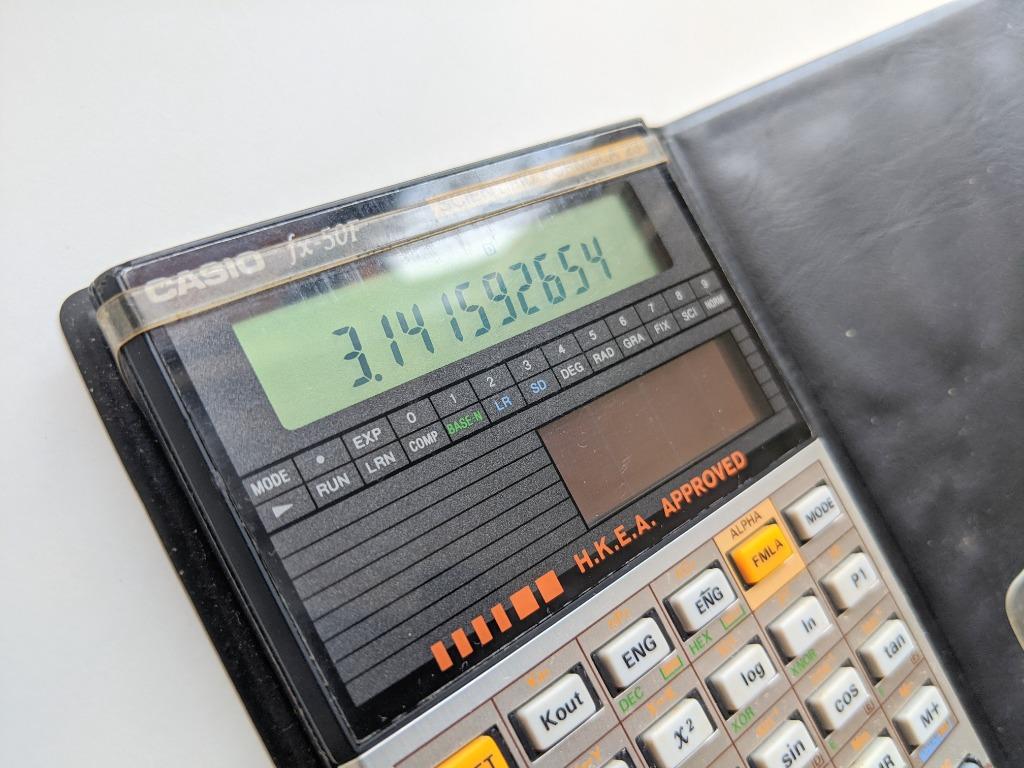 CASIO fx-50F
G
3.141592654
MODE • EXP 0 1 2 3 4 5 6 7 8 9
RUN LRN COMP BASE-N LR SD DEG RAD GRA FIX SCI NORM
H.K.E.A. APPROVED
ALPHA
FMLA MODE
ENG ENG P1
DEC HEX
Kout log ln tan
XOR XNOR
x² cos M+
sin